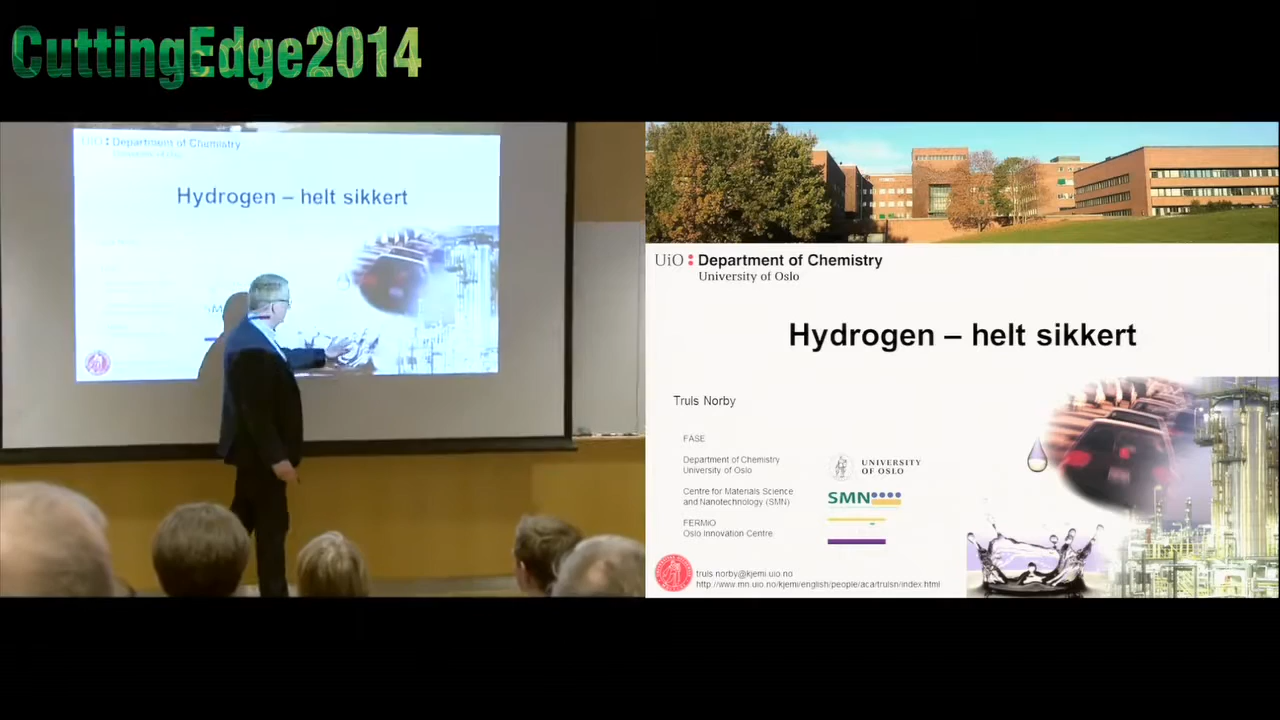 CuttingEdge2014
UiO : Department of Chemistry
Hydrogen – helt sikkert
UiO : Department of Chemistry
University of Oslo
Hydrogen – helt sikkert
Truls Norby
FASE
Department of Chemistry
University of Oslo
Centre for Materials Science
and Nanotechnology (SMN)
FERMiO
Oslo Innovation Centre
UNIVERSITY
OF OSLO
SMN
truls norby@kjemi.uio.no
http://www.mn.uio.no/kjemi/english/people/aca/trulsn/index.html